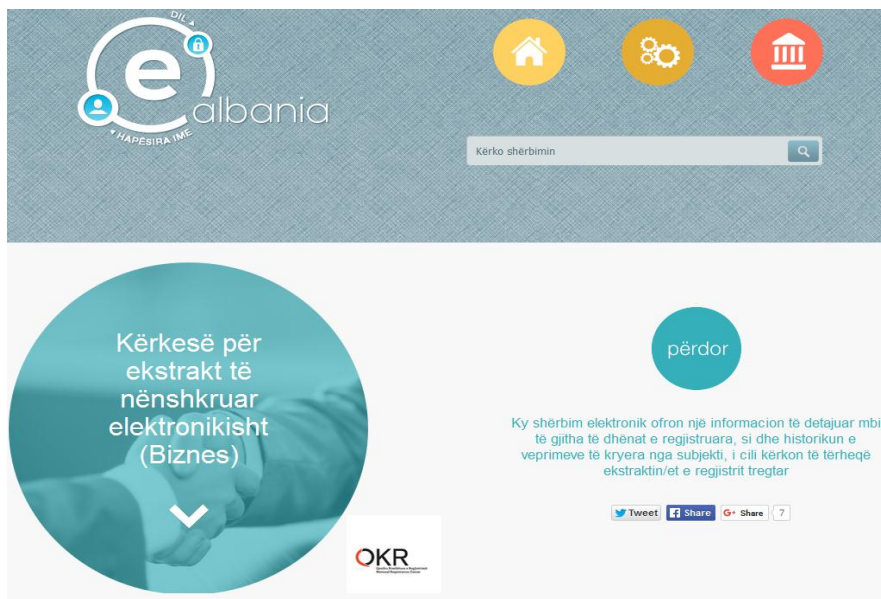 DIL
e
albania
HAPËSIRA IME
Kërko shërbimin
Kërkesë për
ekstrakt të
nënshkruar
elektronikisht
(Biznes)
përdor
Ky shërbim elektronik ofron një informacion të detajuar mbi
të gjitha të dhënat e regjistruara, si dhe historikun e
veprimeve të kryera nga subjekti, i cili kërkon të tërheqë
ekstraktin/et e regjistrit tregtar
Tweet
f Share
G+ Share
7
QKR